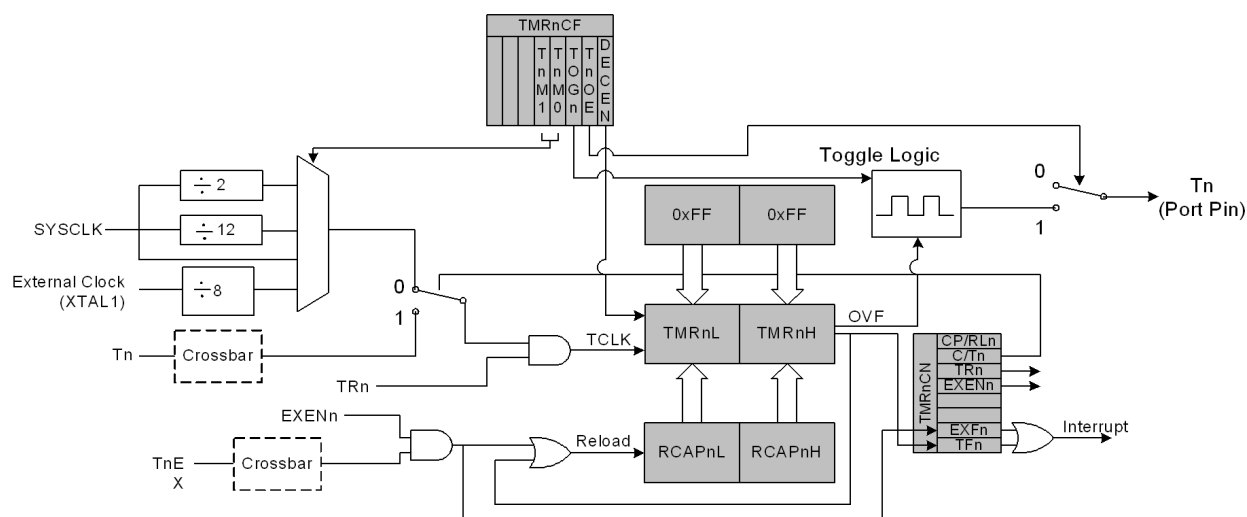 TMRnCF
TnM1
TnM0
TOGn
TnOE
DECEN
÷ 2
÷ 12
÷8
SYSCLK
External Clock
(XTAL1)
Tn
Crossbar
0
1
TRn
EXENn
TnE
X
Crossbar
TCLK
Reload
0xFF
0xFF
TMRnL
TMRnH
RCAPnL
RCAPnH
OVF
Toggle Logic
0
1
Tn
(Port Pin)
TMRnCN
CP/RLn
C/Tn
TRn
EXENn
EXFn
TFn
Interrupt